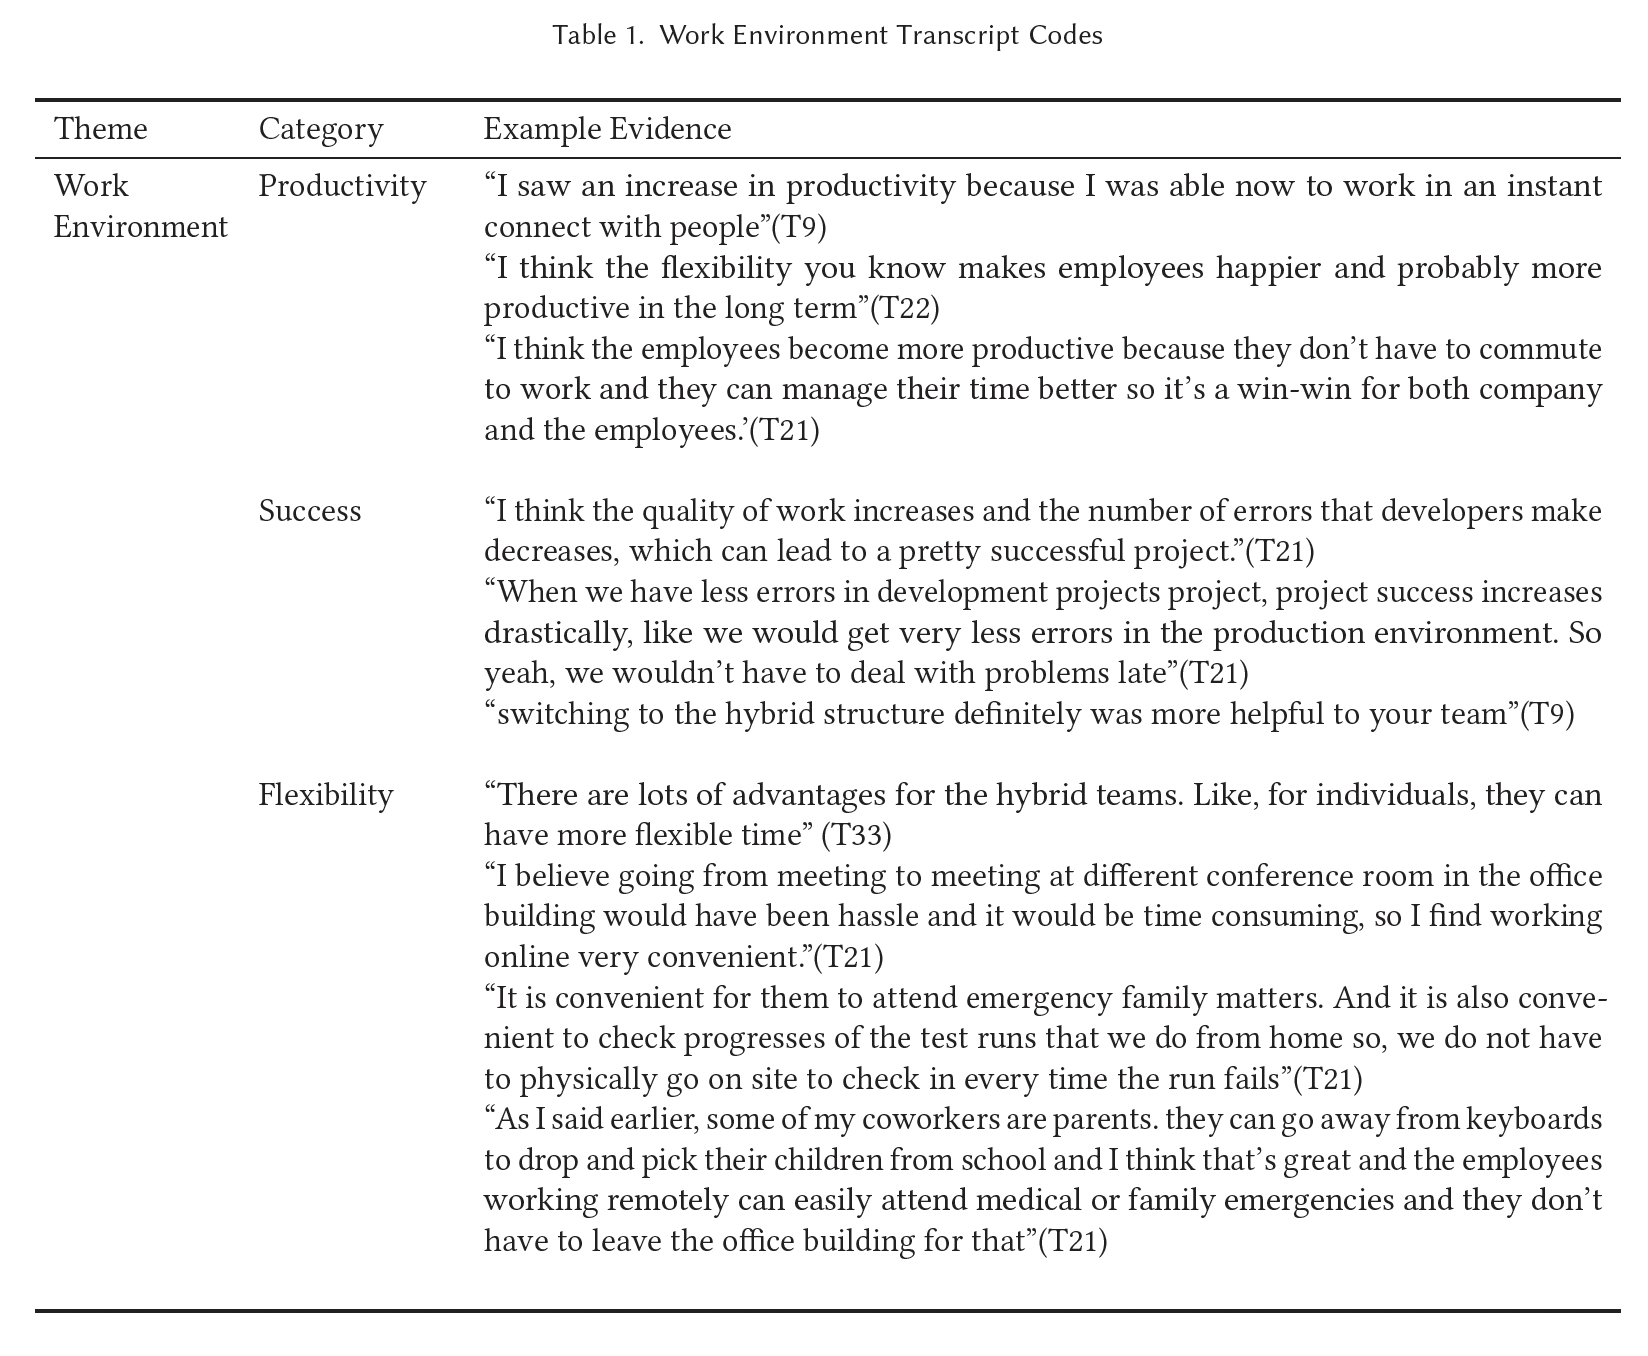 Table 1. Work Environment Transcript Codes
Theme Category Example Evidence
Work Productivity “I saw an increase in productivity because I was able now to work in an instant
Environment connect with people”(T9)
“I think the flexibility you know makes employees happier and probably more
productive in the long term”(T22)
“I think the employees become more productive because they don’t have to commute
to work and they can manage their time better so it’s a win-win for both company
and the employees.’(T21)
Success “I think the quality of work increases and the number of errors that developers make
decreases, which can lead to a pretty successful project.”(T21)
“When we have less errors in development projects project, project success increases
drastically, like we would get very less errors in the production environment. So
yeah, we wouldn’t have to deal with problems late”(T21)
“switching to the hybrid structure definitely was more helpful to your team”(T9)
Flexibility “There are lots of advantages for the hybrid teams. Like, for individuals, they can
have more flexible time” (T33)
“I believe going from meeting to meeting at different conference room in the office
building would have been hassle and it would be time consuming, so I find working
online very convenient.”(T21)
“It is convenient for them to attend emergency family matters. And it is also conve-
nient to check progresses of the test runs that we do from home so, we do not have
to physically go on site to check in every time the run fails”(T21)
“As I said earlier, some of my coworkers are parents. they can go away from keyboards
to drop and pick their children from school and I think that’s great and the employees
working remotely can easily attend medical or family emergencies and they don’t
have to leave the office building for that”(T21)